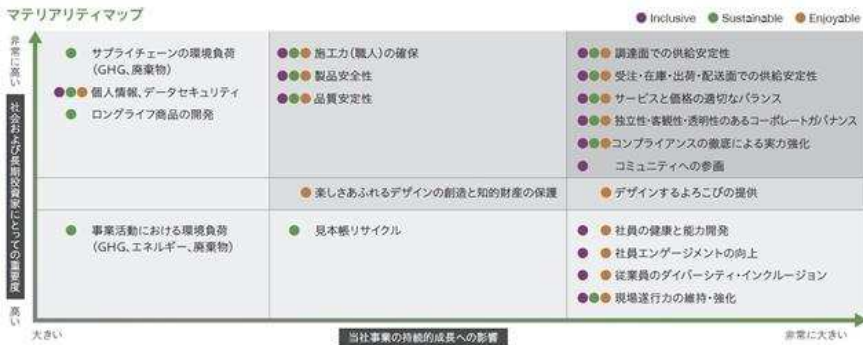 マテリアリティマップ
Inclusive Sustainable Enjoyable
非常に高い
社会および長期投資家にとっての重要度
高い
サプライチェーンの環境負荷
(GHG、廃棄物)
個人情報、データセキュリティ
ロングライフ商品の開発
施工力(職人)の確保
製品安全性
品質安定性
調達面での供給安定性
受注・在庫・出荷・配送面での供給安定性
サービスと価格の適切なバランス
独立性・客観性・透明性のあるコーポレートガバナンス
コンプライアンスの徹底による実力強化
コミュニティへの参画
楽しさあふれるデザインの創造と知的財産の保護
デザインするよろこびの提供
事業活動における環境負荷
(GHG、エネルギー、廃棄物)
見本帳リサイクル
社員の健康と能力開発
社員エンゲージメントの向上
従業員のダイバーシティ・インクルージョン
現場遂行力の維持・強化
大きい
当社事業の持続的成長への影響
非常に大きい